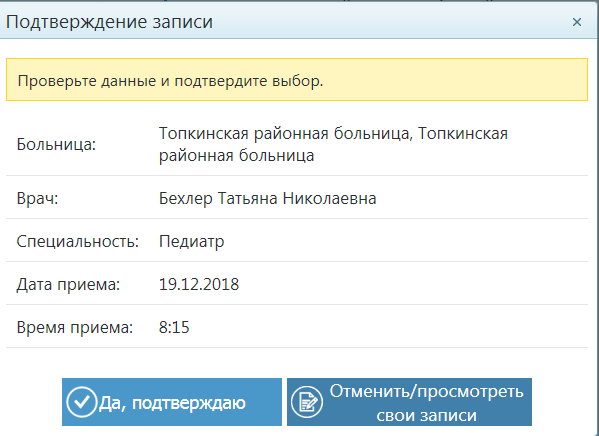 Подтверждение записи ×
Проверьте данные и подтвердите выбор.
Больница: Топкинская районная больница, Топкинская
районная больница
Врач: Бехлер Татьяна Николаевна
Специальность: Педиатр
Дата приема: 19.12.2018
Время приема: 8:15
Да, подтверждаю
Отменить/просмотреть
свои записи